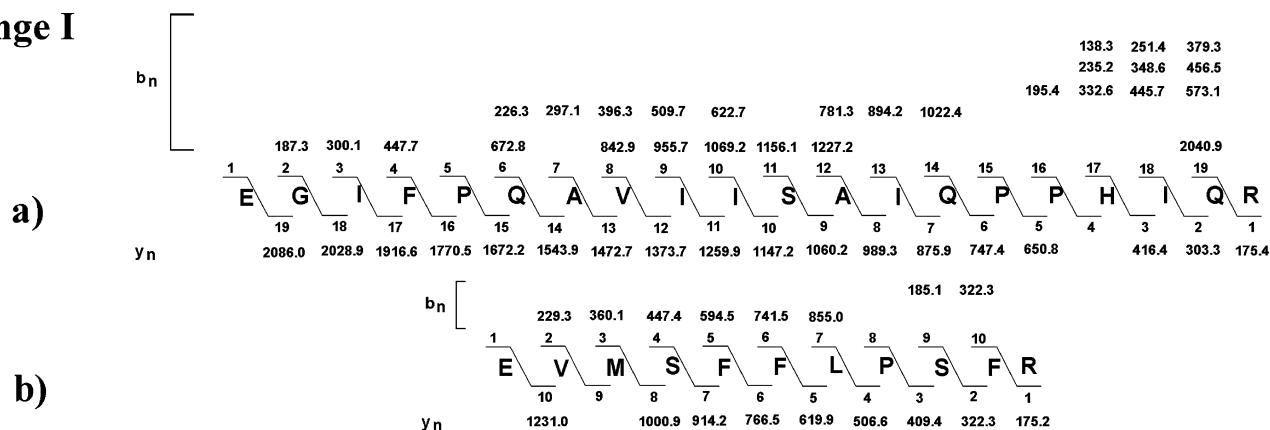 nge I
138.3 251.4 379.3
b n 235.2 348.6 456.5
195.4 332.6 445.7 573.1
226.3 297.1 396.3 509.7 622.7 781.3 894.2 1022.4
187.3 300.1 447.7 672.8 842.9 955.7 1069.2 1156.1 1227.2 2040.9
1 2 3 4 5 6 7 8 9 10 11 12 13 14 15 16 17 18 19
a) E G I F P Q A V I I S A I Q P P H I Q R
19 18 17 16 15 14 13 12 11 10 9 8 7 6 5 4 3 2 1
y n 2086.0 2028.9 1916.6 1770.5 1672.2 1543.9 1472.7 1373.7 1259.9 1147.2 1060.2 989.3 875.9 747.4 650.8 416.4 303.3 175.4
185.1 322.3
b n 229.3 360.1 447.4 594.5 741.5 855.0
1 2 3 4 5 6 7 8 9 10
b) E V M S F F L P S F R
10 9 8 7 6 5 4 3 2 1
y n 1231.0 1000.9 914.2 766.5 619.9 506.6 409.4 322.3 175.2